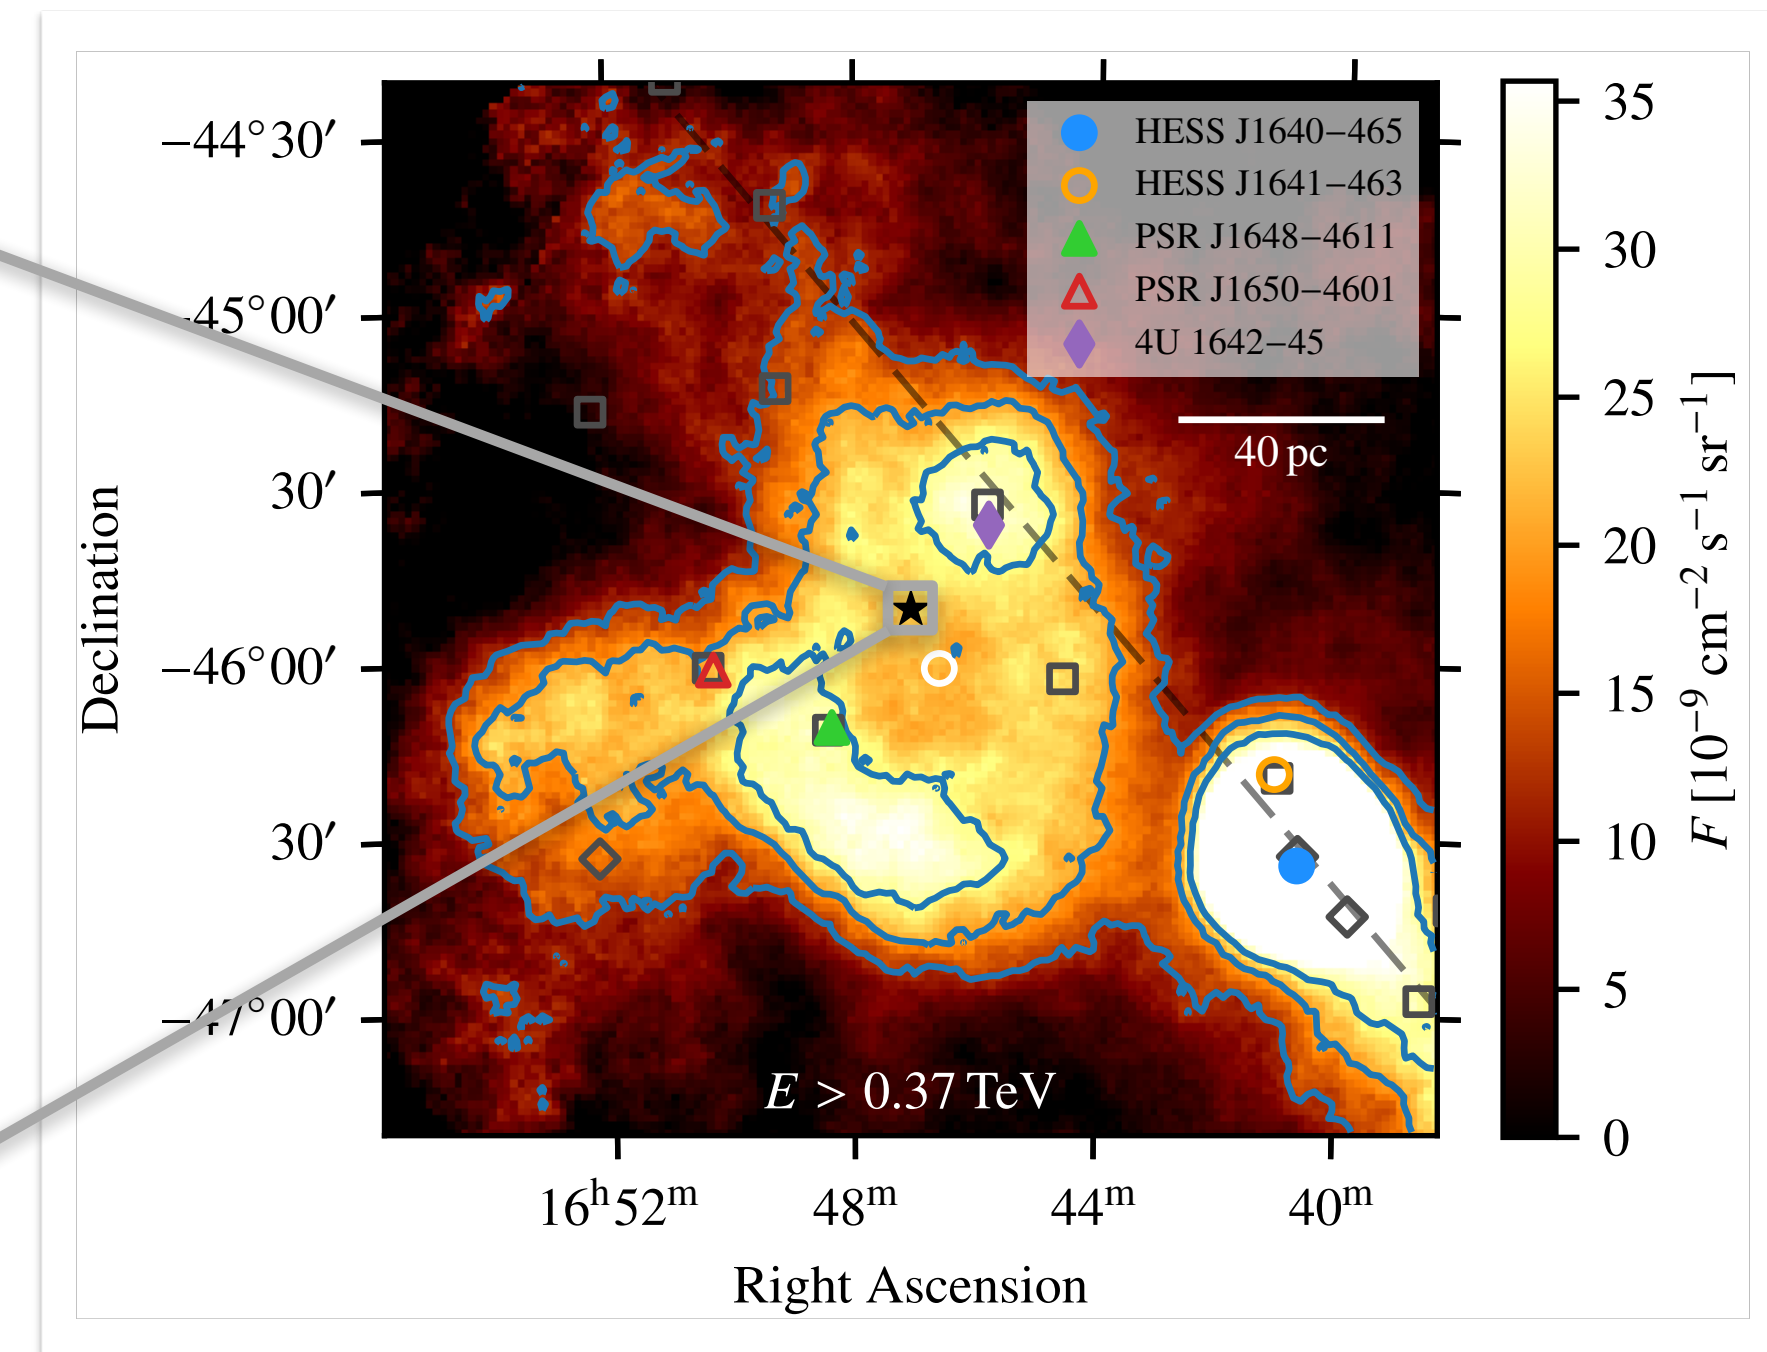 HESS J1640−465
HESS J1641−463
PSR J1648−4611
PSR J1650−4601
4U 1642−45
40 pc
E > 0.37 TeV
−44°30′
−45°00′
30′
−46°00′
30′
−47°00′
Declination
16ʰ52ᵐ
48ᵐ
44ᵐ
40ᵐ
Right Ascension
35
30
25
20
15
10
5
0
F [10⁻⁹ cm⁻² s⁻¹ sr⁻¹]